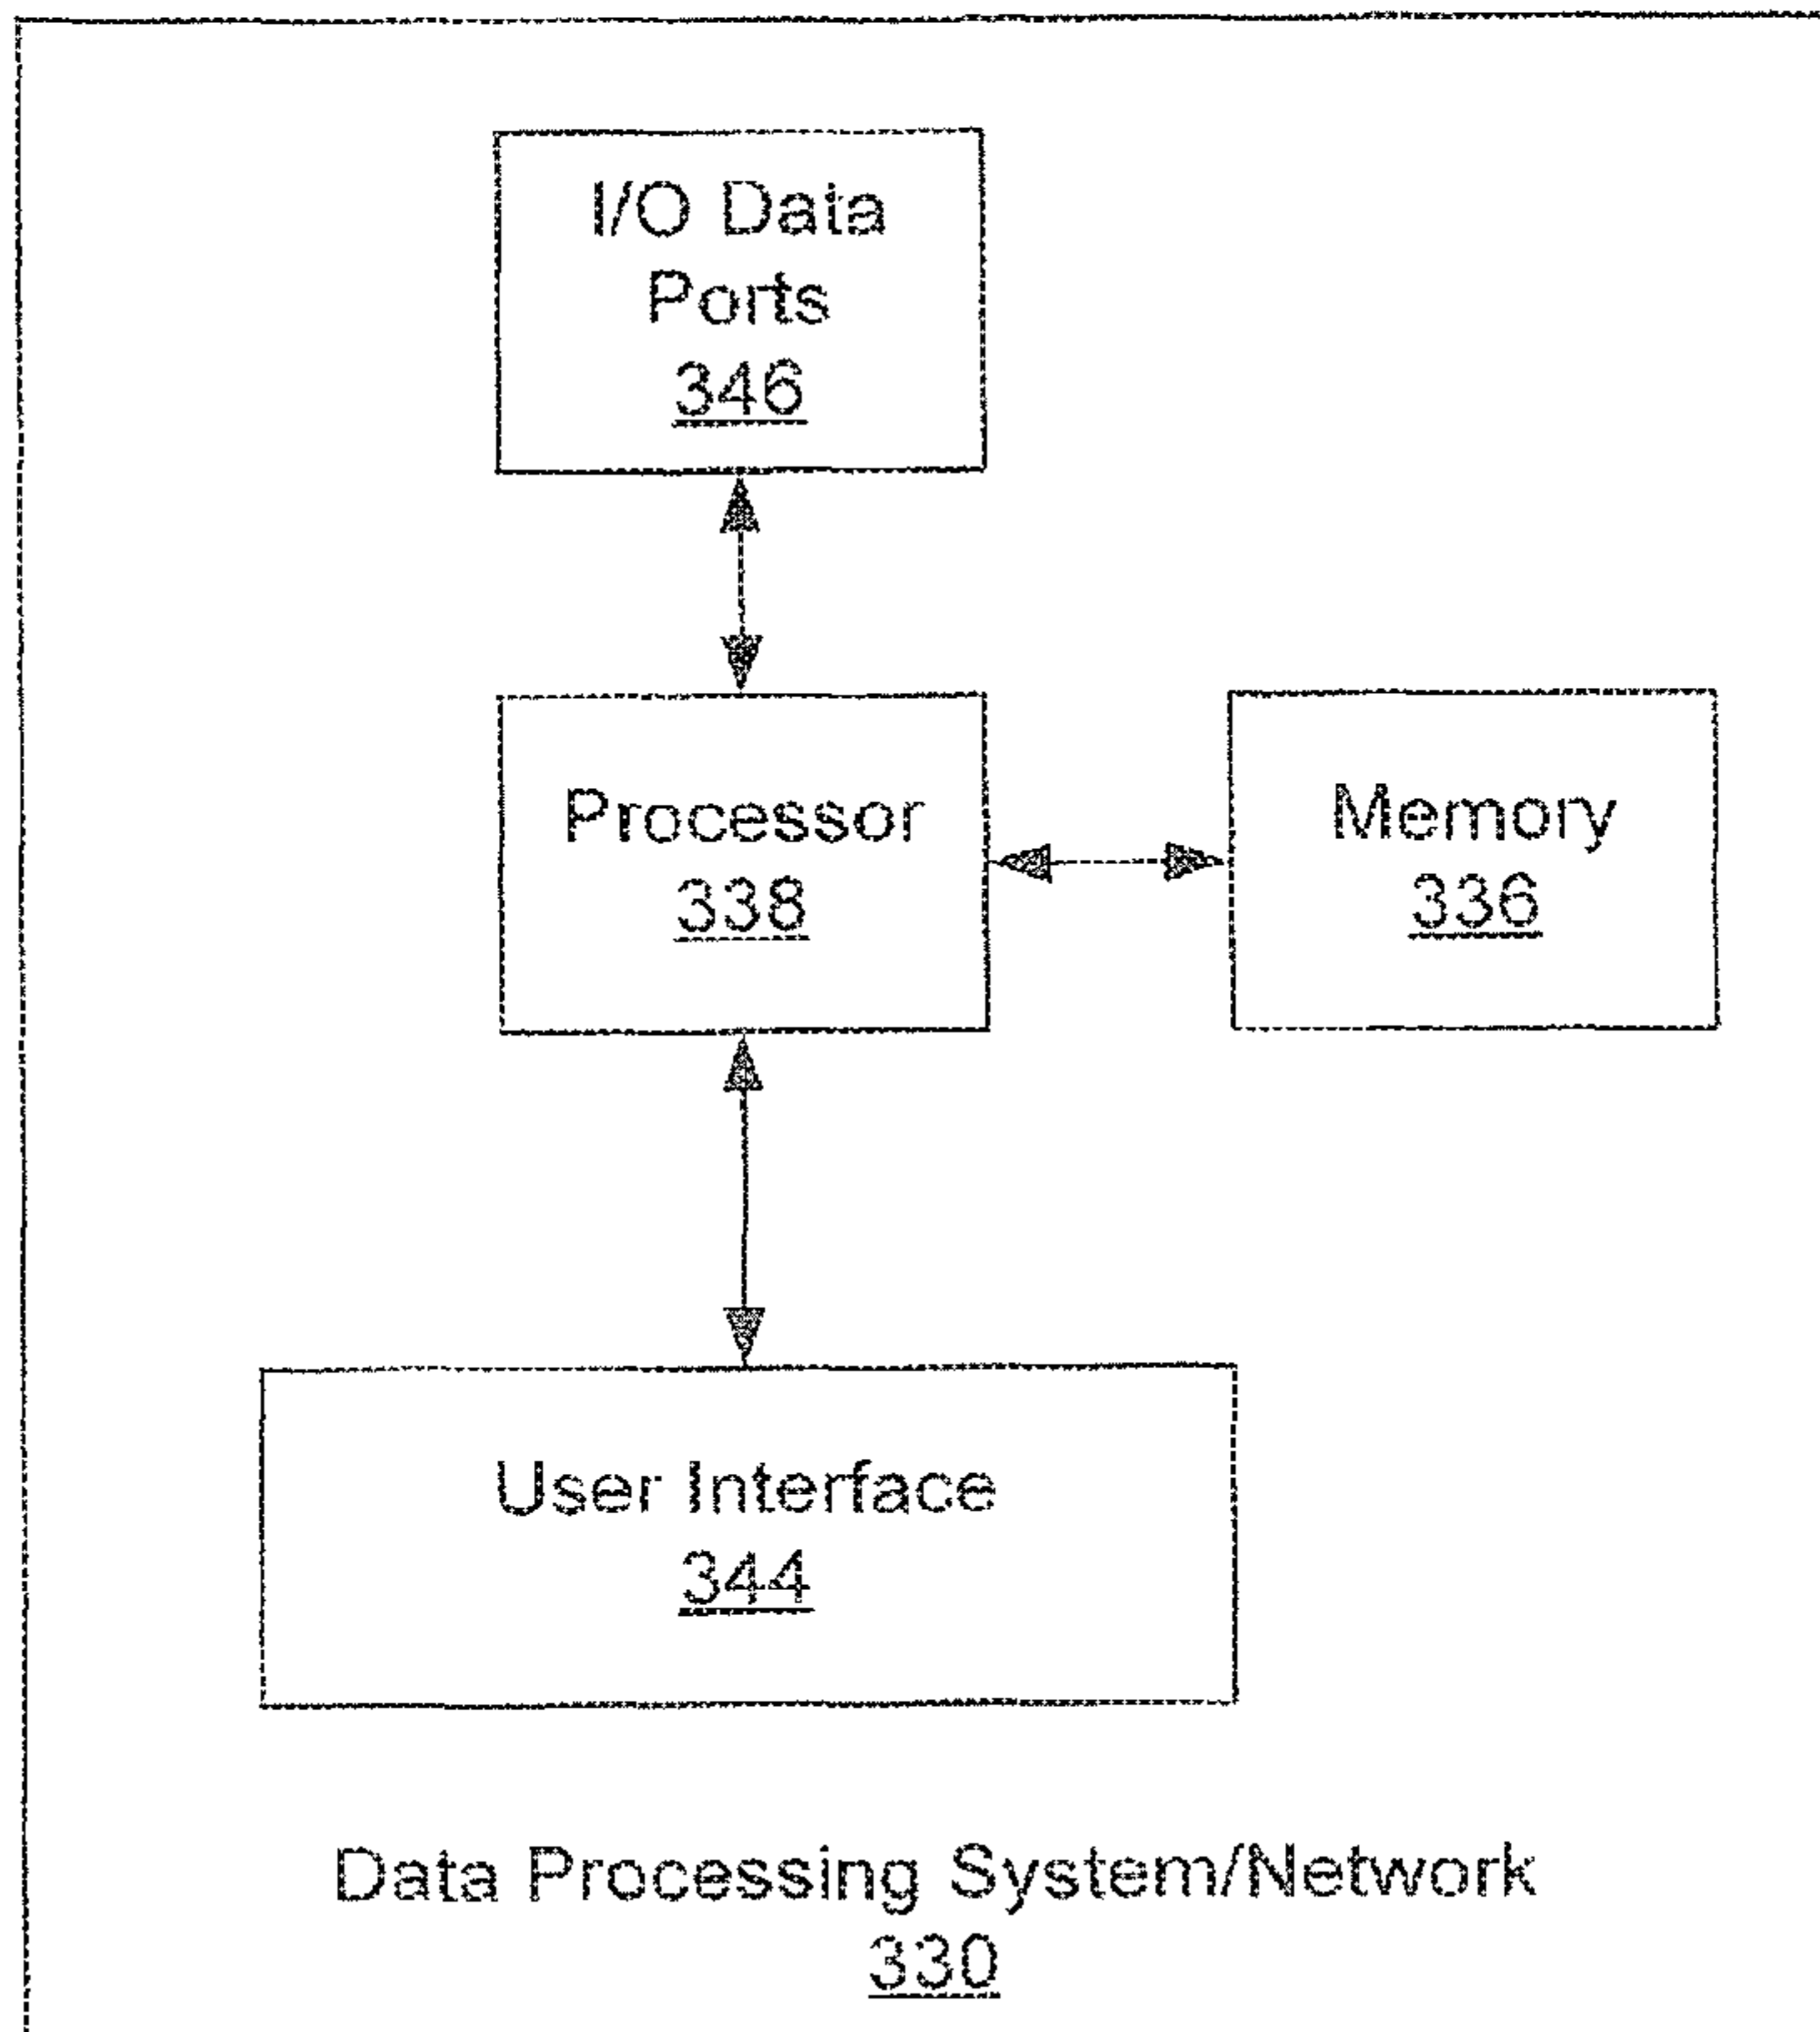 I/O Data
Ports
346
Processor
338
Memory
336
User Interface
344
Data Processing System/Network
330